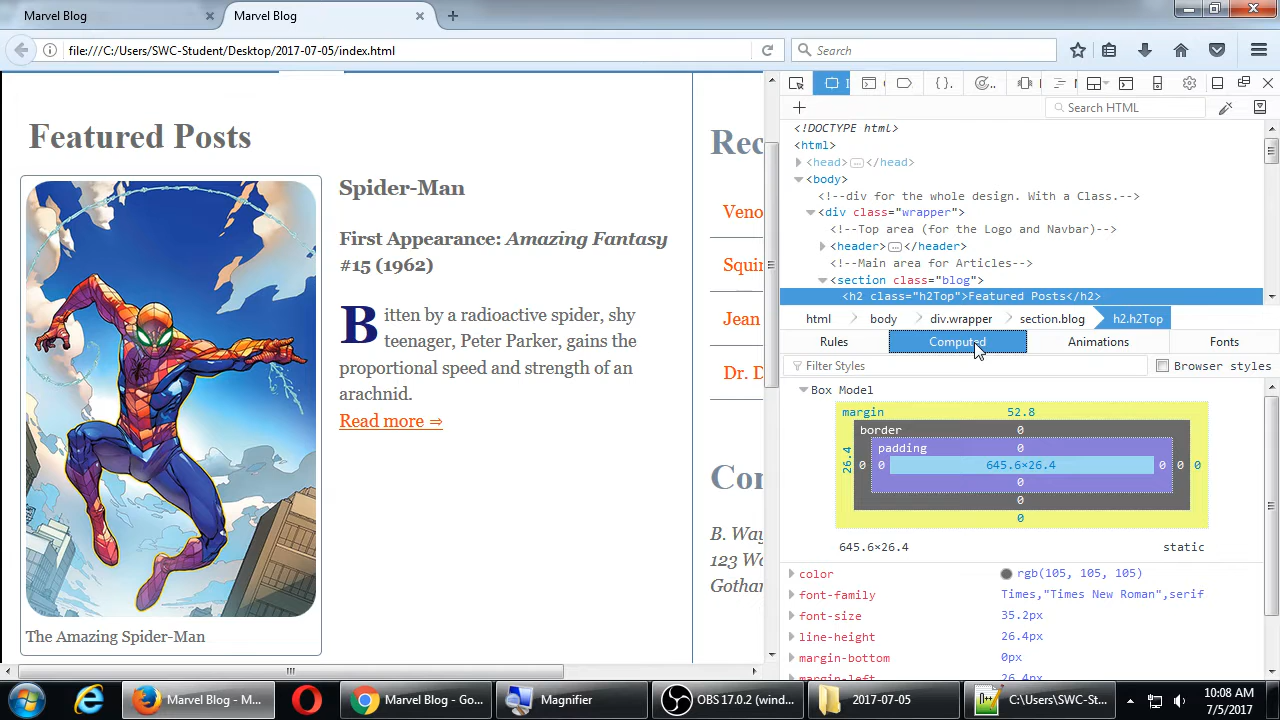 Marvel Blog
Marvel Blog
file:///C:/Users/SWC-Student/Desktop/2017-07-05/index.html
Search
Featured Posts
Spider-Man
First Appearance: Amazing Fantasy
#15 (1962)
Bitten by a radioactive spider, shy
teenager, Peter Parker, gains the
proportional speed and strength of an
arachnid.
Read more ⇒
The Amazing Spider-Man
Rec
Veno
Squir
Jean
Dr. D
Con
B. Way
123 Wa
Gotha
Search HTML
<!DOCTYPE html>
<html>
<head>…</head>
<body>
<!--div for the whole design. With a Class.-->
<div class="wrapper">
<!--Top area (for the Logo and Navbar)-->
<header>…</header>
<!--Main area for Articles-->
<section class="blog">
<h2 class="h2Top">Featured Posts</h2>
html body div.wrapper section.blog h2.h2Top
Rules Computed Animations Fonts
Filter Styles Browser styles
Box Model
margin 52.8
border 0
padding 0
26.4 0 0 645.6×26.4 0 0 0
0
0
0
645.6×26.4 static
color rgb(105, 105, 105)
font-family Times,"Times New Roman",serif
font-size 35.2px
line-height 26.4px
margin-bottom 0px
margin-left 26.4px
Marvel Blog - M...
Marvel Blog - Go...
Magnifier
OBS 17.0.2 (wind...
2017-07-05
C:\Users\SWC-St...
10:08 AM
7/5/2017